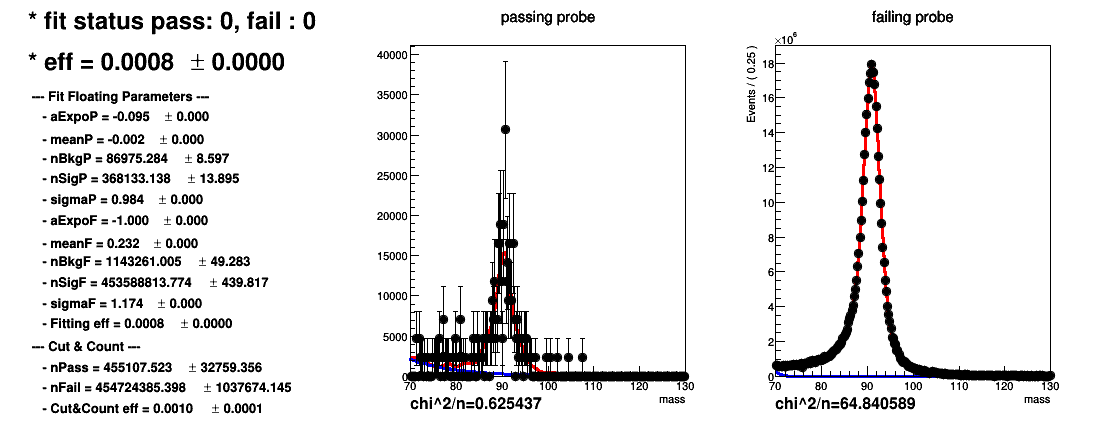 * fit status pass: 0, fail : 0
* eff = 0.0008 ± 0.0000
--- Fit Floating Parameters ---
- aExpoP = -0.095 ± 0.000
- meanP = -0.002 ± 0.000
- nBkgP = 86975.284 ± 8.597
- nSigP = 368133.138 ± 13.895
- sigmaP = 0.984 ± 0.000
- aExpoF = -1.000 ± 0.000
- meanF = 0.232 ± 0.000
- nBkgF = 1143261.005 ± 49.283
- nSigF = 453588813.774 ± 439.817
- sigmaF = 1.174 ± 0.000
- Fitting eff = 0.0008 ± 0.0000
--- Cut & Count ---
- nPass = 455107.523 ± 32759.356
- nFail = 454724385.398 ± 1037674.145
- Cut&Count eff = 0.0010 ± 0.0001
passing probe
40000
35000
30000
25000
20000
15000
10000
5000
0
70 80 90 100 110 120 130
mass
chi^2/n=0.625437
failing probe
×10^6
Events / ( 0.25 )
18
16
14
12
10
8
6
4
2
0
70 80 90 100 110 120 130
mass
chi^2/n=64.840589